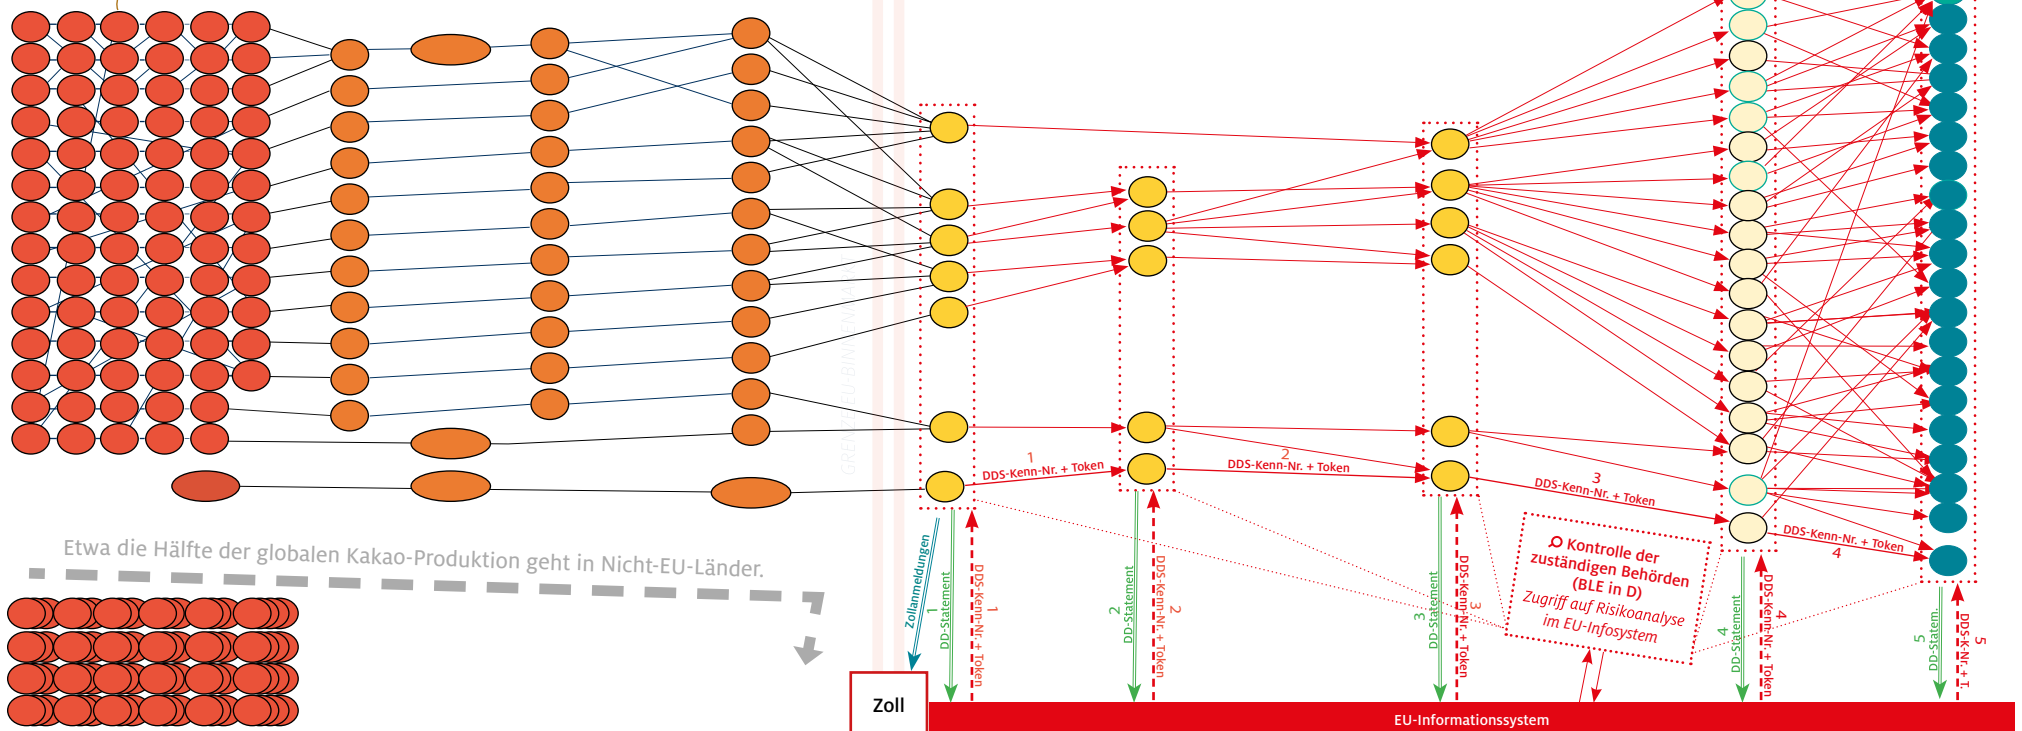 GRENZE EU-BINNENMARKT
1
DDS-Kenn-Nr. + Token
2
DDS-Kenn-Nr. + Token
3
DDS-Kenn-Nr. + Token
DDS-Kenn-Nr. + Token
4
Etwa die Hälfte der globalen Kakao-Produktion geht in Nicht-EU-Länder.
Kontrolle der
zuständigen Behörden
(BLE in D)
Zugriff auf Risikoanalyse
im EU-Infosystem
Zollanmeldungen
1
DD-Statement
1
DDS-Kenn-Nr. + Token
2
DD-Statement
2
DDS-Kenn-Nr. + Token
3
DD-Statement
3
DDS-Kenn-Nr. + Token
4
DD-Statement
4
DDS-Kenn-Nr. + Token
5
DD-Statem.
5
DDS-K-Nr. + T.
Zoll
EU-Informationssystem